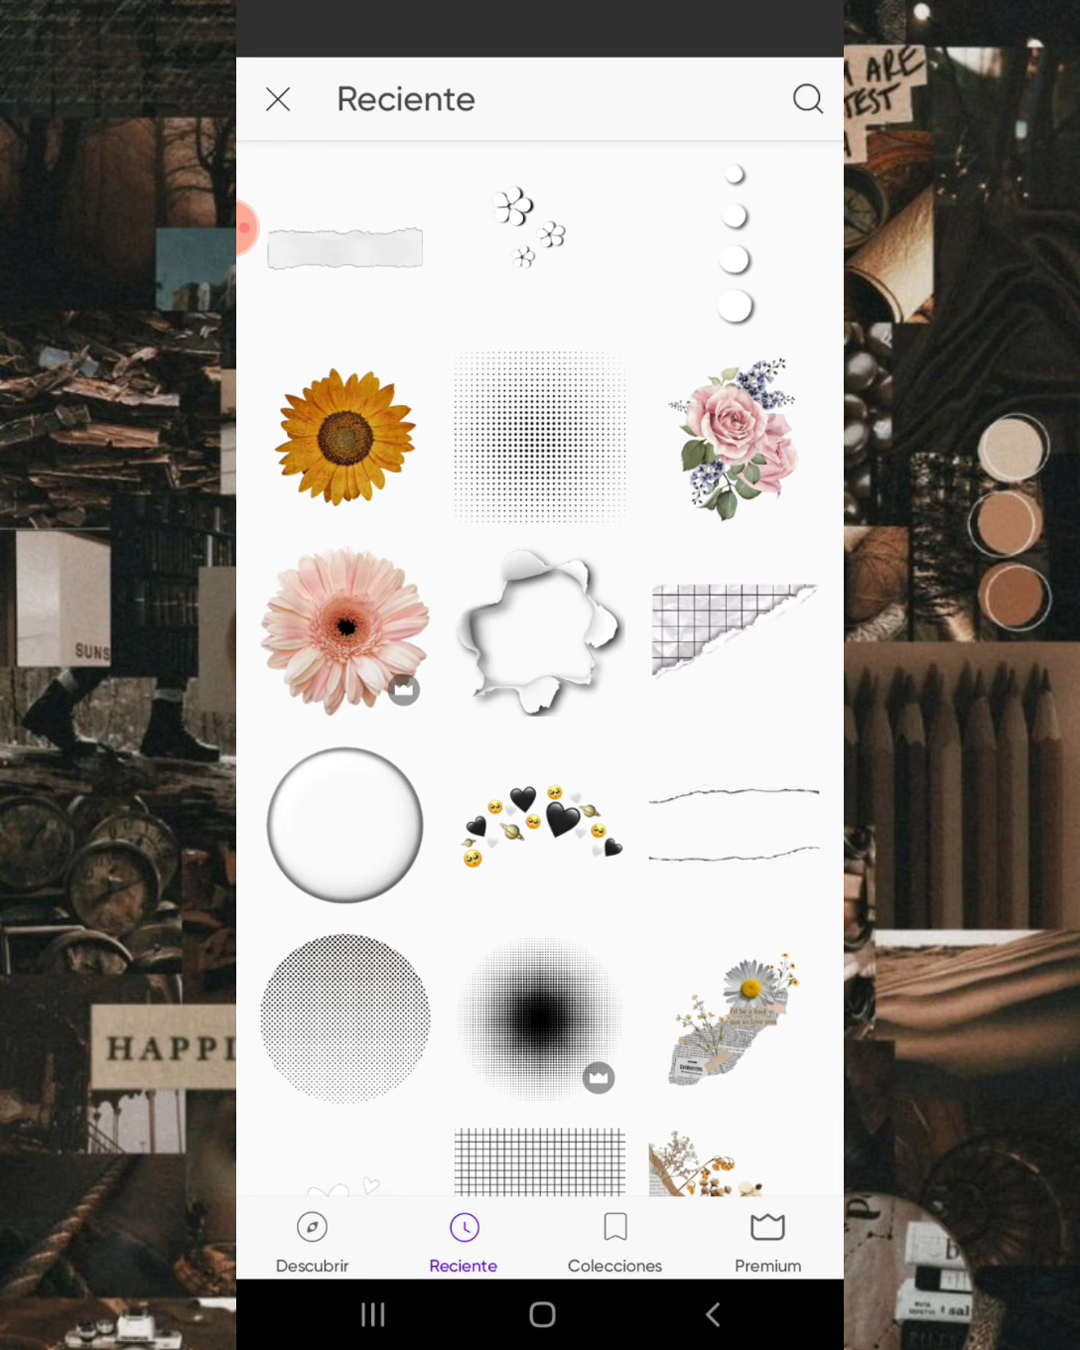 Reciente
ARE
TEST
SUNS
HAPPI
Descubrir
Reciente
Colecciones
Premium